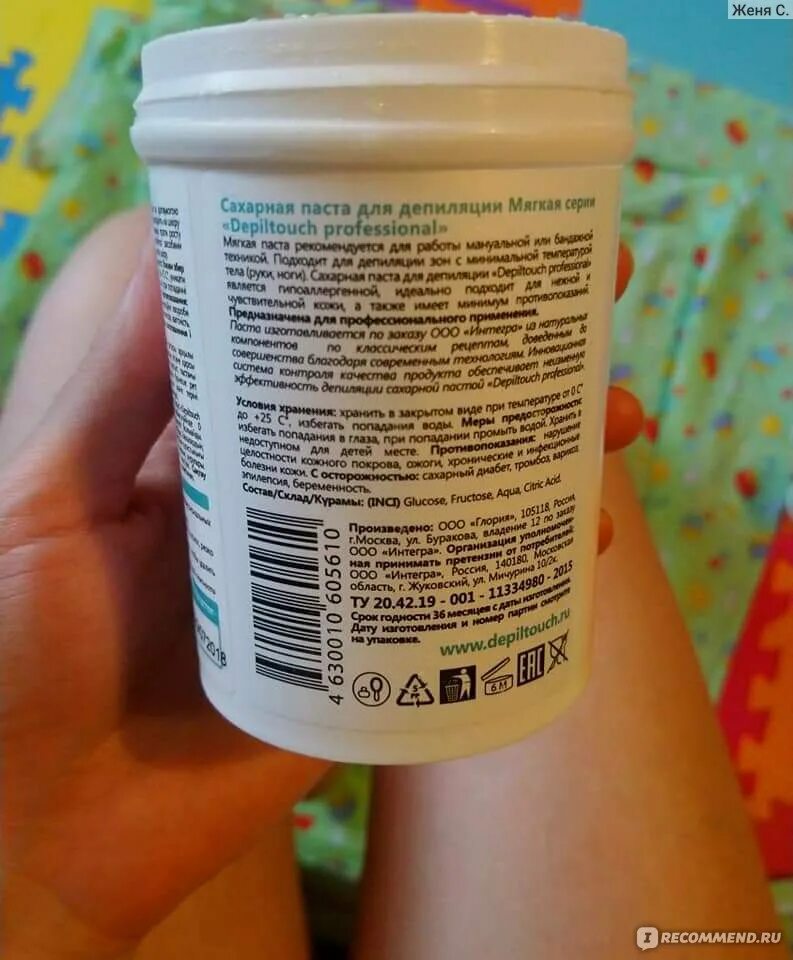 Женя С.
Сахарная паста для депиляции Мягкая серии
«Depiltouch professional»
Мягкая паста рекомендуется для работы мануальной или бандажной
техникой. Подходит для депиляции зон с минимальной температурой
тела (руки, ноги). Сахарная паста для депиляции «Depiltouch professional»
является гипоаллергенной, идеально подходит для нежной и
чувствительной кожи, а также имеет минимум противопоказаний.
Предназначена для профессионального применения.
Паста изготавливается по заказу ООО «Интегра» из натуральных
компонентов по классическим рецептам, доведенным до
совершенства благодаря современным технологиям. Инновационная
система контроля качества продукта обеспечивает неизменную
эффективность депиляции сахарной пастой «Depiltouch professional».
Условия хранения: хранить в закрытом виде при температуре от 0 С°
до +25 С°, избегать попадания воды. Меры предосторожности:
избегать попадания в глаза, при попадании промыть водой. Хранить в
недоступном для детей месте. Противопоказания: нарушение
целостности кожного покрова, ожоги, хронические и инфекционные
болезни кожи. С осторожностью: сахарный диабет, тромбоз, варикоз,
эпилепсия, беременность.
Состав/Склад/Курамы: (INCI) Glucose, Fructose, Aqua, Citric Acid.
Произведено: ООО «Глория», 105118, Россия,
г.Москва, ул. Буракова, владение 12 по заказу
ООО «Интегра». Организация уполномочен-
ная принимать претензии от потребителей:
ООО «Интегра», Россия, 140180, Московская
область, г. Жуковский, ул. Мичурина 10/2к.
ТУ 20.42.19 - 001 - 11334980 - 2015
Срок годности 36 месяцев с даты изготовления.
Дату изготовления и номер партии смотрите
на упаковке.
www.depiltouch.ru
4 630010 605610
5
PP
6 М
EAC
2018
IRECOMMEND.RU